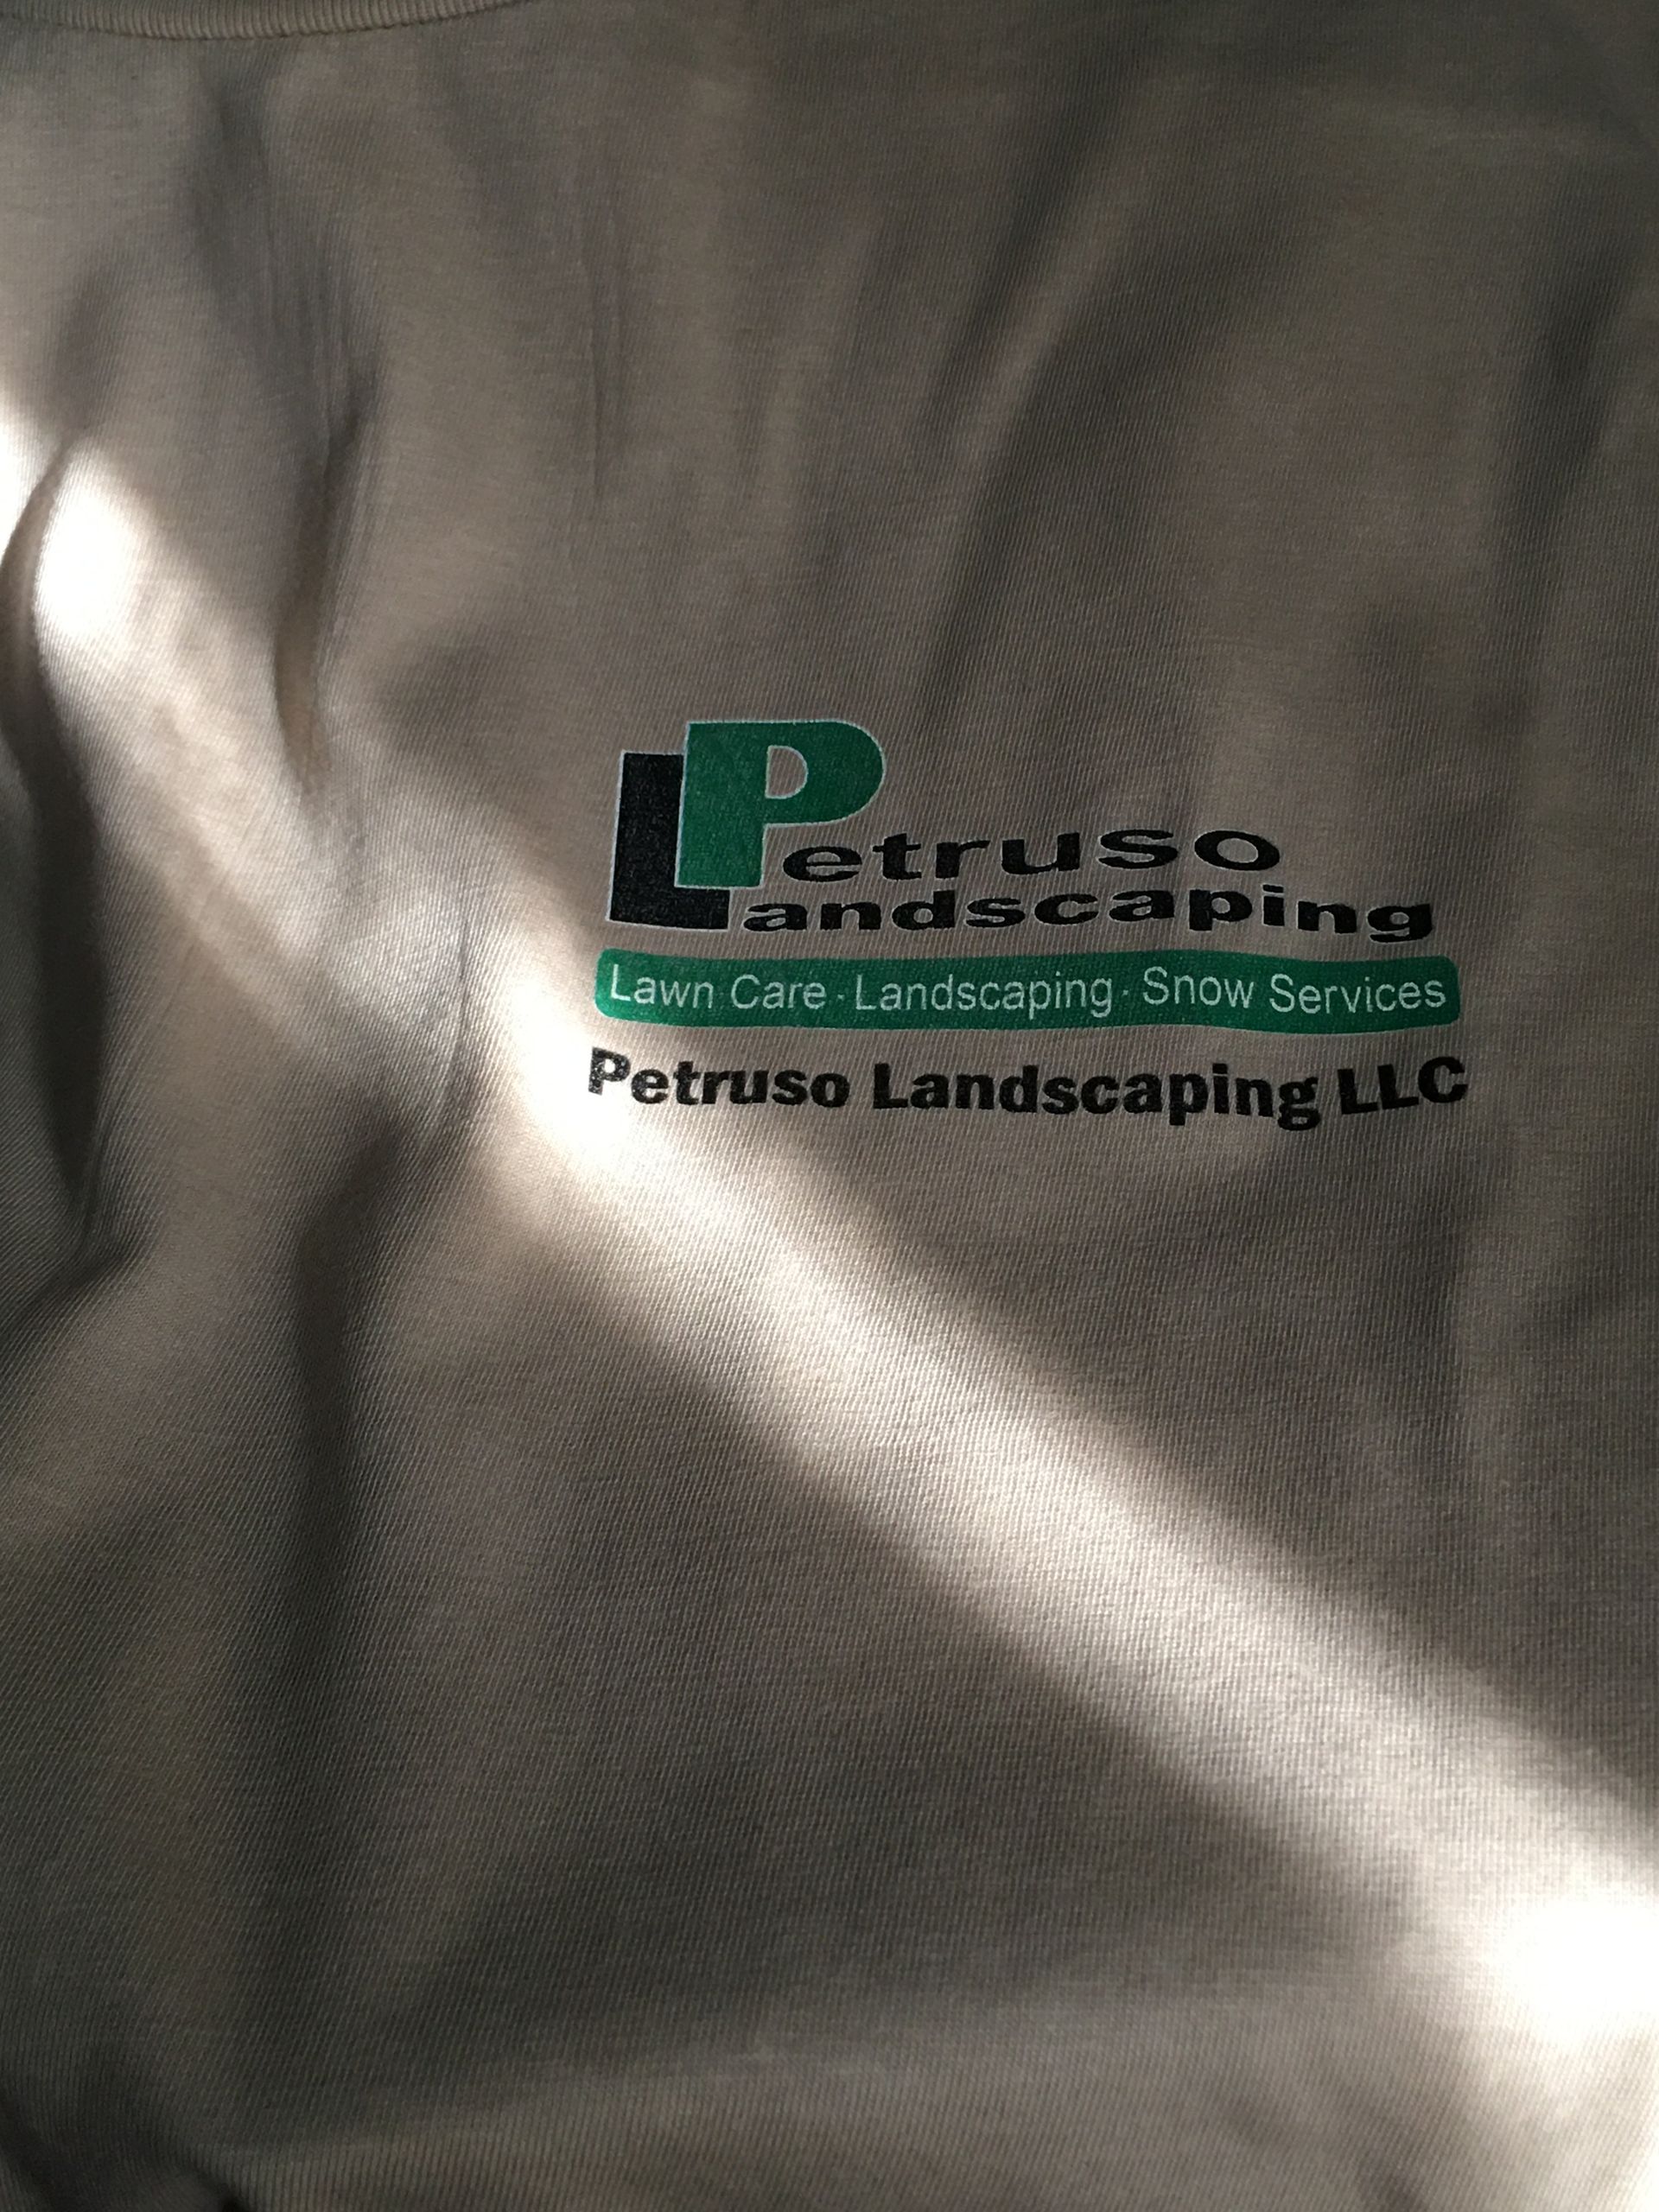 Petruso
Landscaping
Lawn Care · Landscaping · Snow Services
Petruso Landscaping LLC